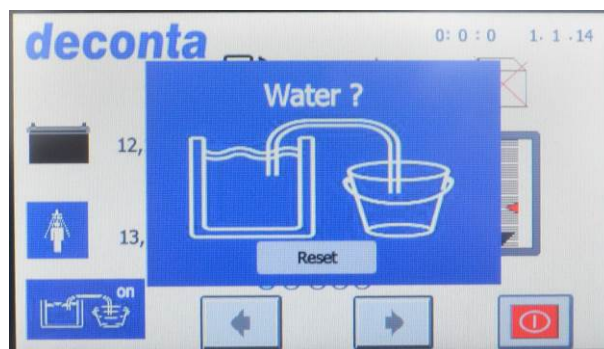 deconta
0: 0 : 0 1. 1 .14
Water ?
12,
13,
Reset
on